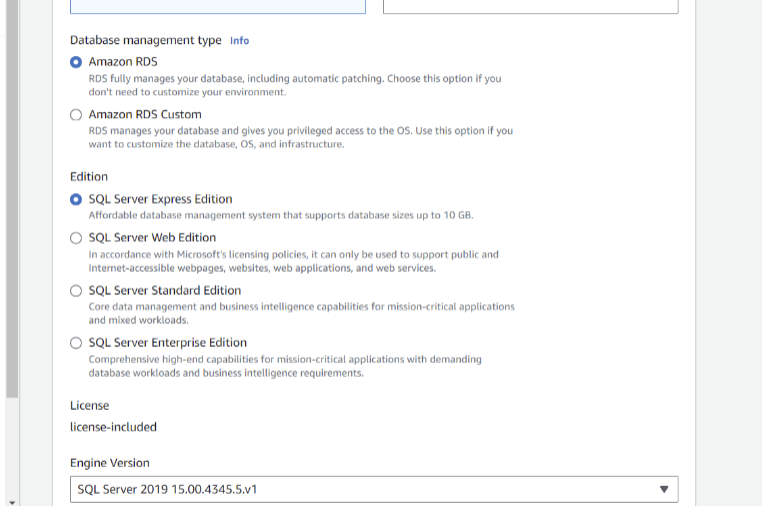 Database management type Info
Amazon RDS
RDS fully manages your database, including automatic patching. Choose this option if you
don't need to customize your environment.
Amazon RDS Custom
RDS manages your database and gives you privileged access to the OS. Use this option if you
want to customize the database, OS, and infrastructure.
Edition
SQL Server Express Edition
Affordable database management system that supports database sizes up to 10 GB.
SQL Server Web Edition
In accordance with Microsoft's licensing policies, it can only be used to support public and
Internet-accessible webpages, websites, web applications, and web services.
SQL Server Standard Edition
Core data management and business intelligence capabilities for mission-critical applications
and mixed workloads.
SQL Server Enterprise Edition
Comprehensive high-end capabilities for mission-critical applications with demanding
database workloads and business intelligence requirements.
License
license-included
Engine Version
SQL Server 2019 15.00.4345.5.v1